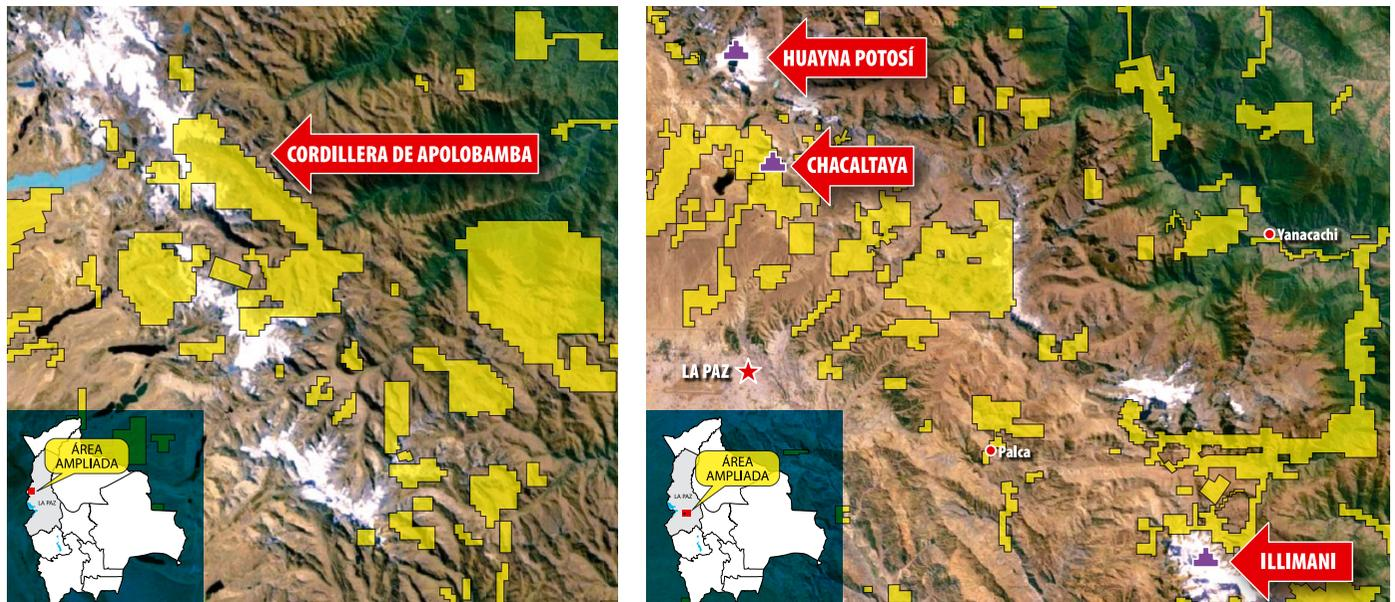 CORDILLERA DE APOLOBAMBA
ÁREA
AMPLIADA
LA PAZ
HUAYNA POTOSÍ
CHACALTAYA
Yanacachi
LA PAZ
Palca
ÁREA
AMPLIADA
LA PAZ
ILLIMANI